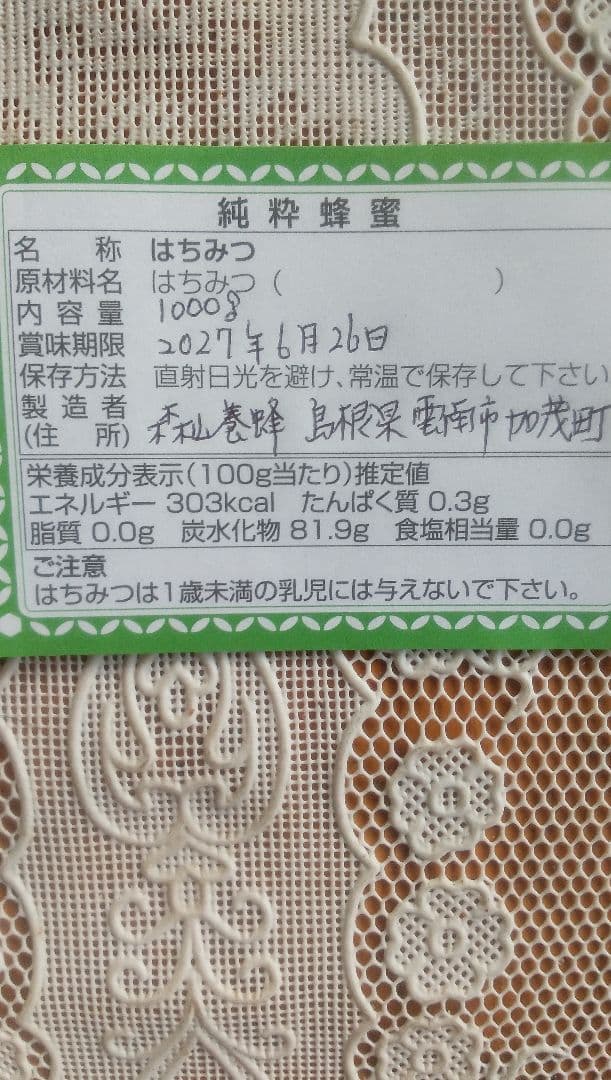 純粋蜂蜜
名称 はちみつ
原材料名 はちみつ（ ）
内容量 1000g
賞味期限 2027年6月26日
保存方法 直射日光を避け、常温で保存して下さい
製造者 養蜂 島根県雲南市加茂町
(住所)
栄養成分表示(100g当たり)推定値
エネルギー 303kcal たんぱく質 0.3g
脂質 0.0g 炭水化物 81.9g 食塩相当量 0.0g
ご注意
はちみつは1歳未満の乳児には与えないで下さい。